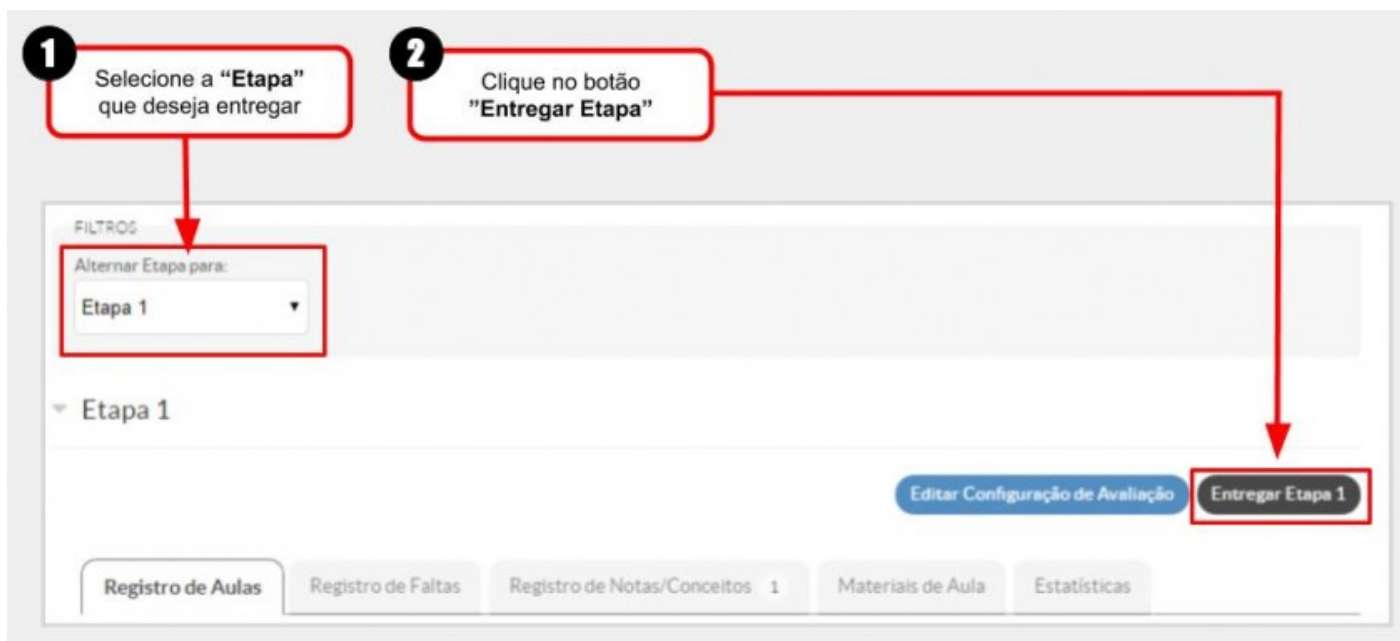 1
Selecione a “Etapa”
que deseja entregar
2
Clique no botão
”Entregar Etapa”
FILTROS
Alternar Etapa para:
Etapa 1
Etapa 1
Editar Configuração de Avaliação
Entregar Etapa 1
Registro de Aulas
Registro de Faltas
Registro de Notas/Conceitos 1
Materiais de Aula
Estatísticas